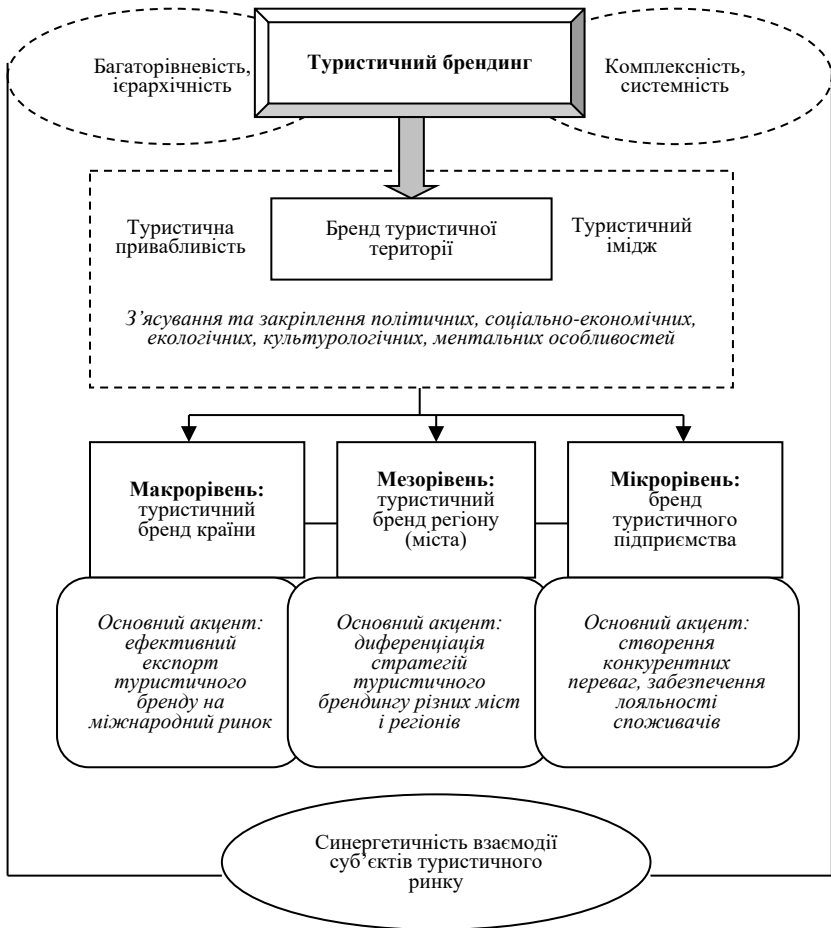 Багаторівневість,
ієрархічність
Туристичний брендинг
Комплексність,
системність
Туристична
привабливість
Бренд туристичної
території
Туристичний
імідж
З’ясування та закріплення політичних, соціально-економічних,
екологічних, культурологічних, ментальних особливостей
Макрорівень:
туристичний
бренд країни
Мезорівень:
туристичний
бренд регіону
(міста)
Мікрорівень:
бренд
туристичного
підприємства
Основний акцент:
ефективний
експорт
туристичного
бренду на
міжнародний ринок
Основний акцент:
диференціація
стратегій
туристичного
брендингу різних міст
і регіонів
Основний акцент:
створення
конкурентних
переваг, забезпечення
лояльності
споживачів
Синергетичність взаємодії
суб’єктів туристичного
ринку